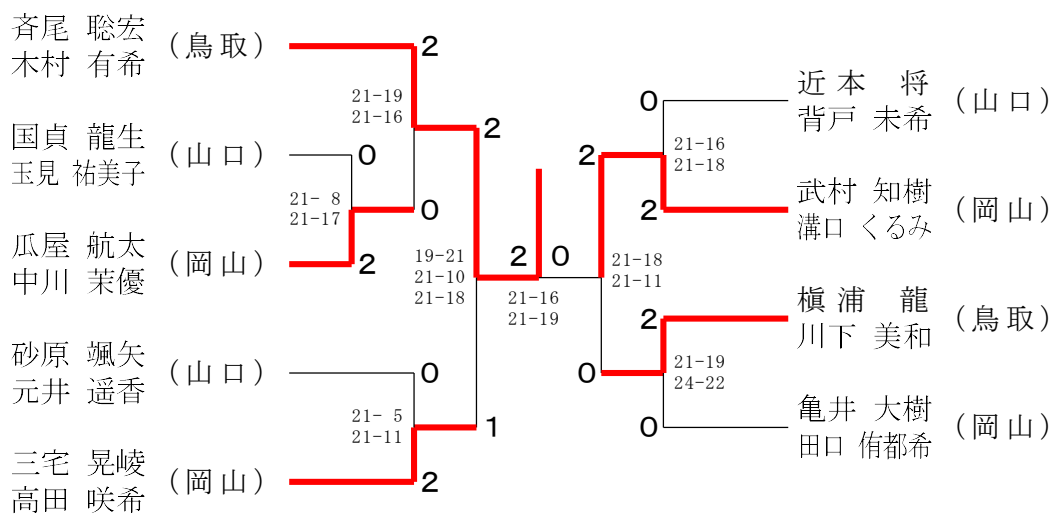 斉尾 聡宏
木村 有希
(鳥取)
2
21-19
21-16
国貞 龍生
玉見 祐美子
(山口)
0
21- 8
21-17
0
瓜屋 航太
中川 茉優
(岡山)
2
2
19-21
21-10
21-18
砂原 颯矢
元井 遥香
(山口)
0
21- 5
21-11
1
三宅 晃崚
高田 咲希
(岡山)
2
2
0
21-16
21-19
近本 将
背戸 未希
(山口)
0
21-16
21-18
2
武村 知樹
溝口 くるみ
(岡山)
2
21-18
21-11
槇浦 龍
川下 美和
(鳥取)
2
21-19
24-22
0
亀井 大樹
田口 侑都希
(岡山)
0